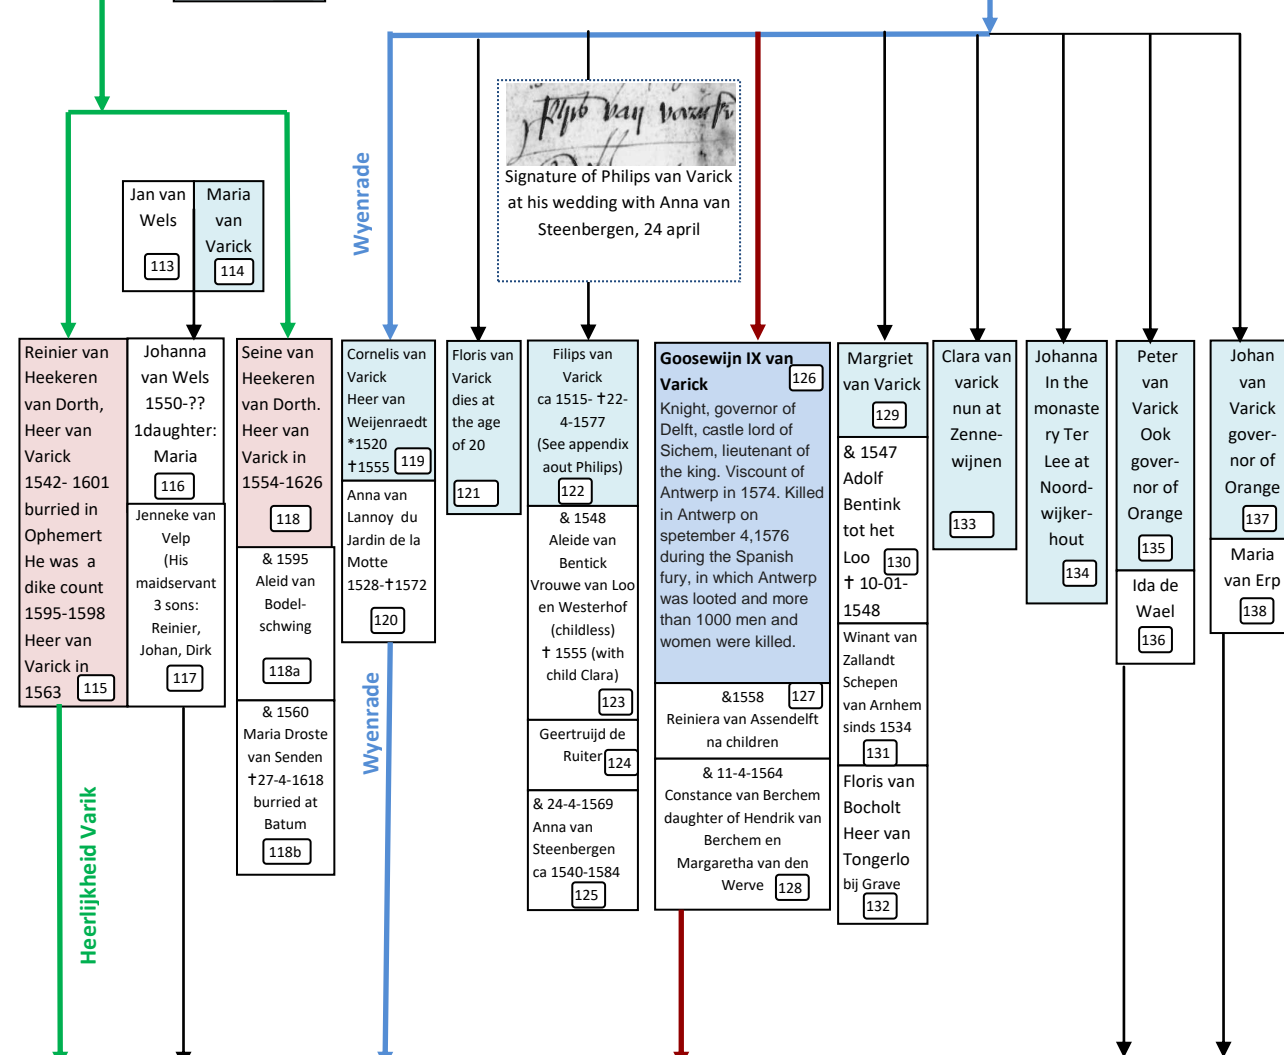 Signature of Philips van Varick
at his wedding with Anna van
Steenbergen, 24 april
Wyenrade
Jan van
Wels
113
Maria
van
Varick
114
Reinier van
Heekeren
van Dorth,
Heer van
Varick
1542- 1601
burried in
Ophemert
He was a
dike count
1595-1598
Heer van
Varick in
1563
115
Johanna
van Wels
1550-??
1daughter:
Maria
116
Jenneke van
Velp
(His
maidservant
3 sons:
Reinier,
Johan, Dirk
117
Seine van
Heekeren
van Dorth.
Heer van
Varick in
1554-1626
118
& 1595
Aleid van
Bodel-
schwing
118a
& 1560
Maria Droste
van Senden
†27-4-1618
burried at
Batum
118b
Cornelis van
Varick
Heer van
Weijenraedt
*1520
†1555
119
Anna van
Lannoy du
Jardin de la
Motte
1528-†1572
120
Floris van
Varick
dies at
the age
of 20
121
Filips van
Varick
ca 1515- †22-
4-1577
(See appendix
aout Philips)
122
& 1548
Aleide van
Bentick
Vrouwe van Loo
en Westerhof
(childless)
† 1555 (with
child Clara)
123
Geertruijd de
Ruiter
124
& 24-4-1569
Anna van
Steenbergen
ca 1540-1584
125
Goosewijn IX van
Varick
126
Knight, governor of
Delft, castle lord of
Sichem, lieutenant of
the king. Viscount of
Antwerp in 1574. Killed
in Antwerp on
spetember 4,1576
during the Spanish
fury, in which Antwerp
was looted and more
than 1000 men and
women were killed.
&1558
127
Reiniera van Assendelft
na children
& 11-4-1564
Constance van Berchem
daughter of Hendrik van
Berchem en
Margaretha van den
Werve
128
Margriet
van Varick
129
& 1547
Adolf
Bentink
tot het
Loo
130
† 10-01-
1548
Winant van
Zallandt
Schepen
van Arnhem
sinds 1534
131
Floris van
Bocholt
Heer van
Tongerlo
bij Grave
132
Clara van
varick
nun at
Zenne-
wijnen
133
Johanna
In the
monaste
ry Ter
Lee at
Noord-
wijker-
hout
134
Peter
van
Varick
Ook
gover-
nor of
Orange
135
Ida de
Wael
136
Johan
van
Varick
gover-
nor of
Orange
137
Maria
van Erp
138
Wyenrade
Heerlijkheid Varik